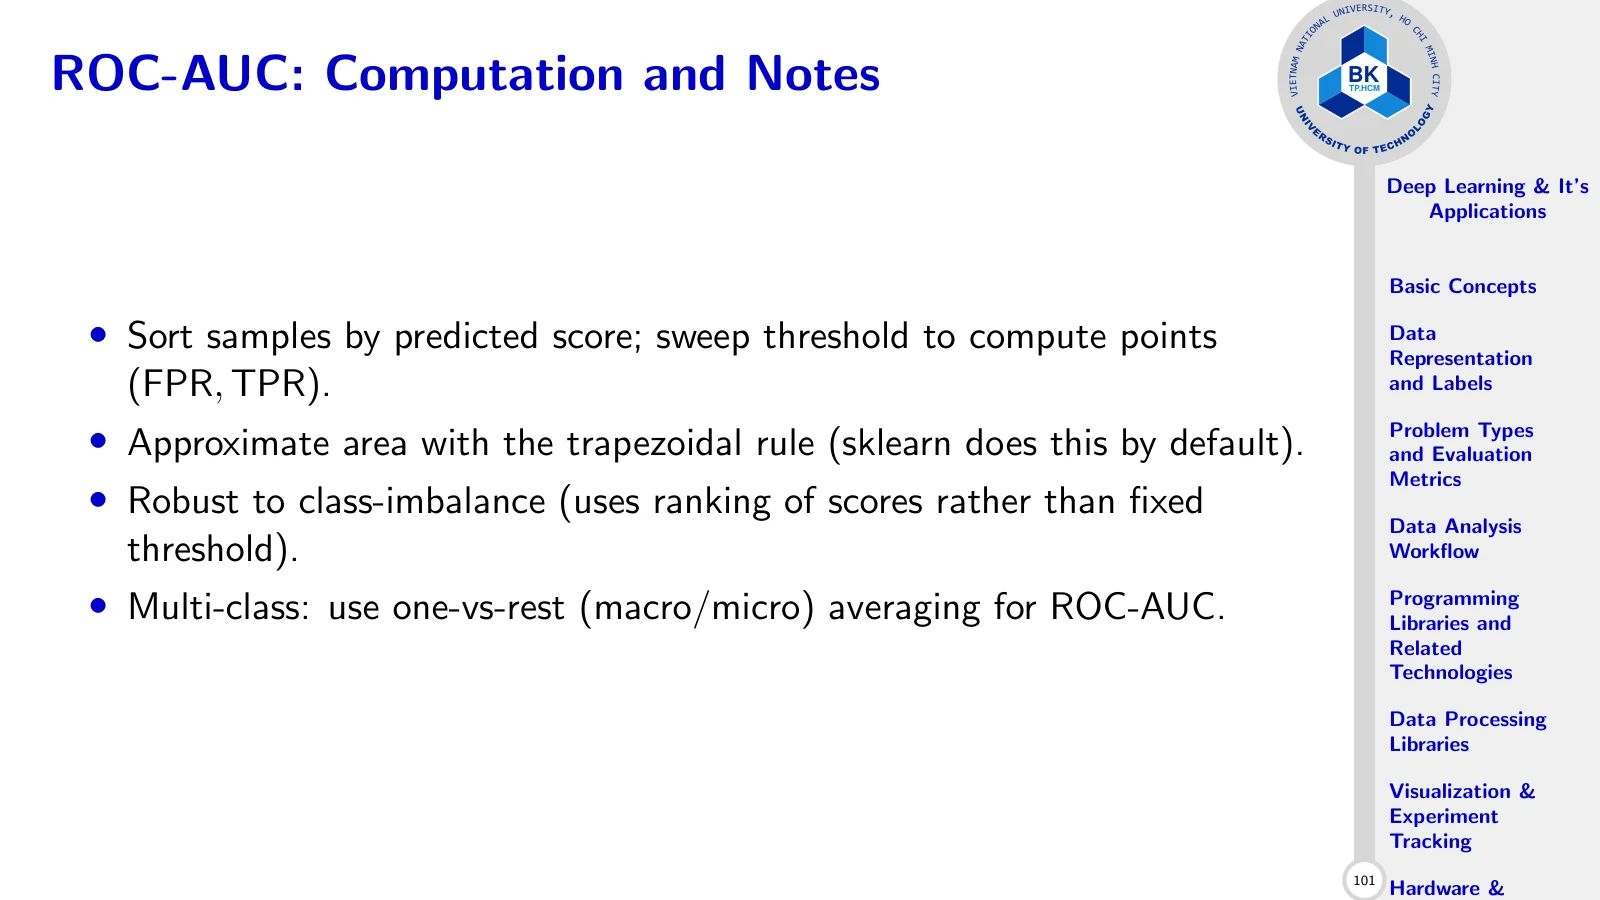 ROC-AUC: Computation and Notes
• Sort samples by predicted score; sweep threshold to compute points
(FPR, TPR).
• Approximate area with the trapezoidal rule (sklearn does this by default).
• Robust to class-imbalance (uses ranking of scores rather than fixed
threshold).
• Multi-class: use one-vs-rest (macro/micro) averaging for ROC-AUC.
VIETNAM NATIONAL UNIVERSITY, HO CHI MINH CITY
BK
TP.HCM
UNIVERSITY OF TECHNOLOGY
Deep Learning & It's
Applications
Basic Concepts
Data
Representation
and Labels
Problem Types
and Evaluation
Metrics
Data Analysis
Workflow
Programming
Libraries and
Related
Technologies
Data Processing
Libraries
Visualization &
Experiment
Tracking
Hardware &
101